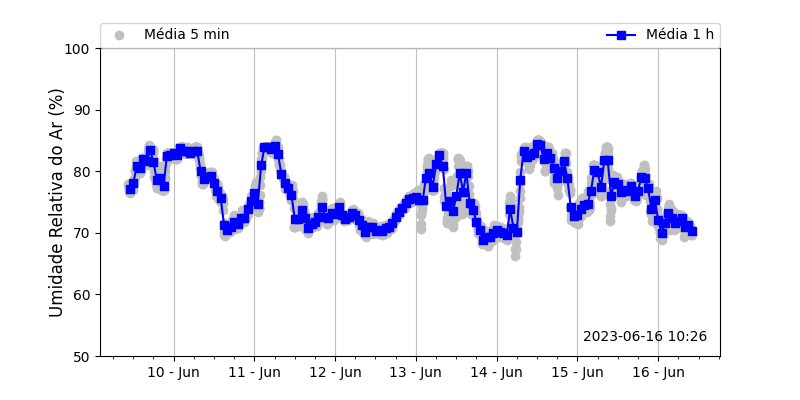 Média 5 min
Média 1 h
Umidade Relativa do Ar (%)
100
90
80
70
60
50
2023-06-16 10:26
10 - Jun
11 - Jun
12 - Jun
13 - Jun
14 - Jun
15 - Jun
16 - Jun